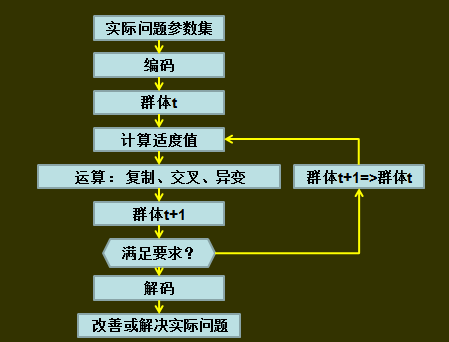 实际问题参数集
编码
群体t
计算适度值
运算：复制、交叉、异变
群体t+1=>群体t
群体t+1
满足要求？
解码
改善或解决实际问题